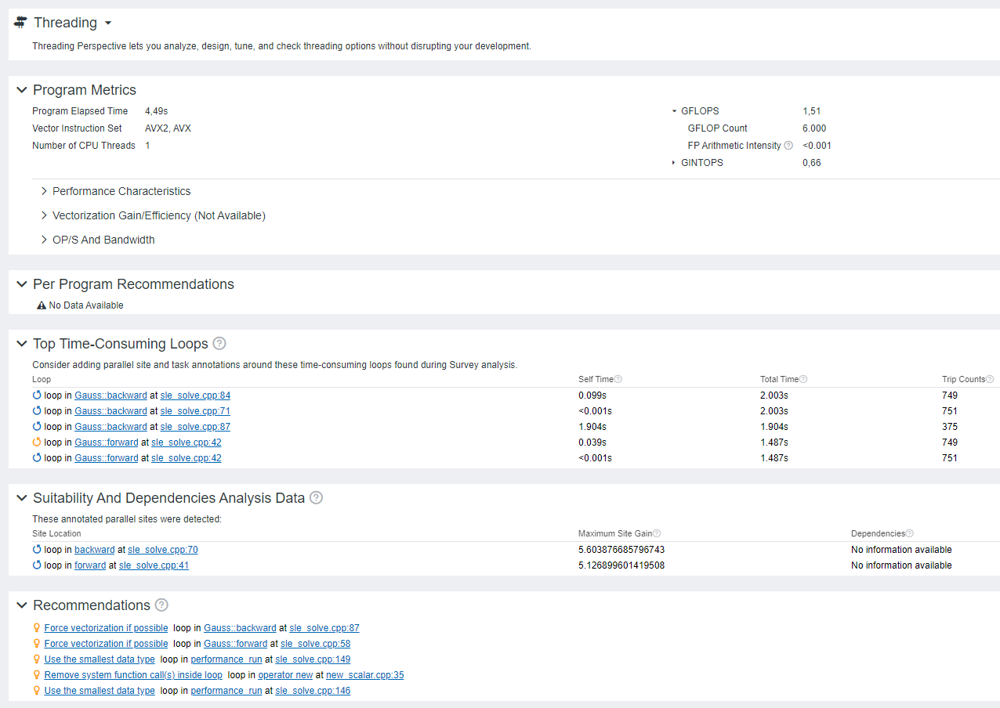 Threading
Threading Perspective lets you analyze, design, tune, and check threading options without disrupting your development.
Program Metrics
Program Elapsed Time 4,49s
Vector Instruction Set AVX2, AVX
Number of CPU Threads 1
GFLOPS 1,51
GFLOP Count 6.000
FP Arithmetic Intensity <0.001
GINTOPS 0,66
Performance Characteristics
Vectorization Gain/Efficiency (Not Available)
OP/S And Bandwidth
Per Program Recommendations
No Data Available
Top Time-Consuming Loops
Consider adding parallel site and task annotations around these time-consuming loops found during Survey analysis.
Loop Self Time Total Time Trip Counts
loop in Gauss::backward at sle_solve.cpp:84 0.099s 2.003s 749
loop in Gauss::backward at sle_solve.cpp:71 <0.001s 2.003s 751
loop in Gauss::backward at sle_solve.cpp:87 1.904s 1.904s 375
loop in Gauss::forward at sle_solve.cpp:42 0.039s 1.487s 749
loop in Gauss::forward at sle_solve.cpp:42 <0.001s 1.487s 751
Suitability And Dependencies Analysis Data
These annotated parallel sites were detected:
Site Location Maximum Site Gain Dependencies
loop in backward at sle_solve.cpp:70 5.603876685796743 No information available
loop in forward at sle_solve.cpp:41 5.126899601419508 No information available
Recommendations
Force vectorization if possible loop in Gauss::backward at sle_solve.cpp:87
Force vectorization if possible loop in Gauss::forward at sle_solve.cpp:58
Use the smallest data type loop in performance_run at sle_solve.cpp:149
Remove system function call(s) inside loop loop in operator new at new_scalar.cpp:35
Use the smallest data type loop in performance_run at sle_solve.cpp:146